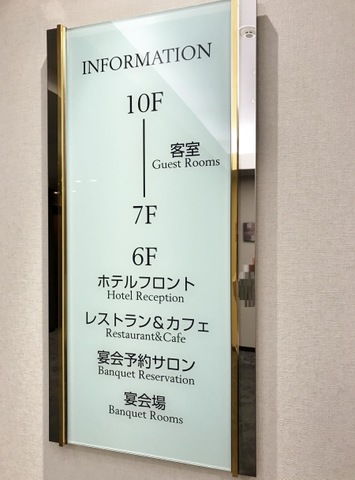 INFORMATION
10F
客室
Guest Rooms
7F
6F
ホテルフロント
Hotel Reception
レストラン&カフェ
Restaurant&Cafe
宴会予約サロン
Banquet Reservation
宴会場
Banquet Rooms